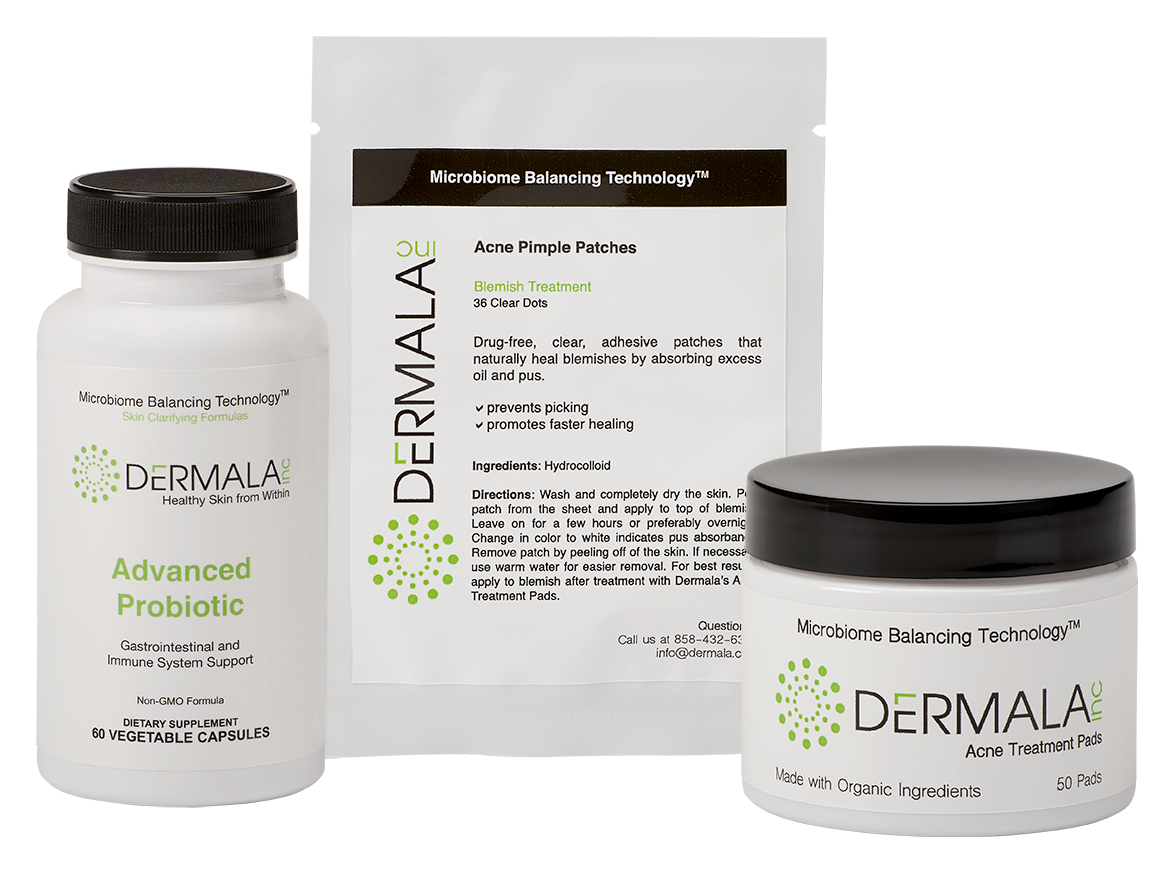 Microbiome Balancing Technology™
Skin Clarifying Formulas
DERMALA inc
Healthy Skin from Within
Advanced
Probiotic
Gastrointestinal and
Immune System Support
Non-GMO Formula
DIETARY SUPPLEMENT
60 VEGETABLE CAPSULES
Microbiome Balancing Technology™
DERMALA inc
Acne Pimple Patches
Blemish Treatment
36 Clear Dots
Drug-free, clear, adhesive patches that
naturally heal blemishes by absorbing excess
oil and pus.
✓ prevents picking
✓ promotes faster healing
Ingredients: Hydrocolloid
Directions: Wash and completely dry the skin.
patch from the sheet and apply to top of
Leave on for a few hours or preferably
Change in color to white indicates pus
Remove patch by peeling off of the skin. If
use warm water for easier removal. For best
apply to blemish after treatment with Dermala's
Treatment Pads.
Call us at 858-432-6
info@dermala.c
Microbiome Balancing Technology™
DERMALA inc
Acne Treatment Pads
Made with Organic Ingredients
50 Pads